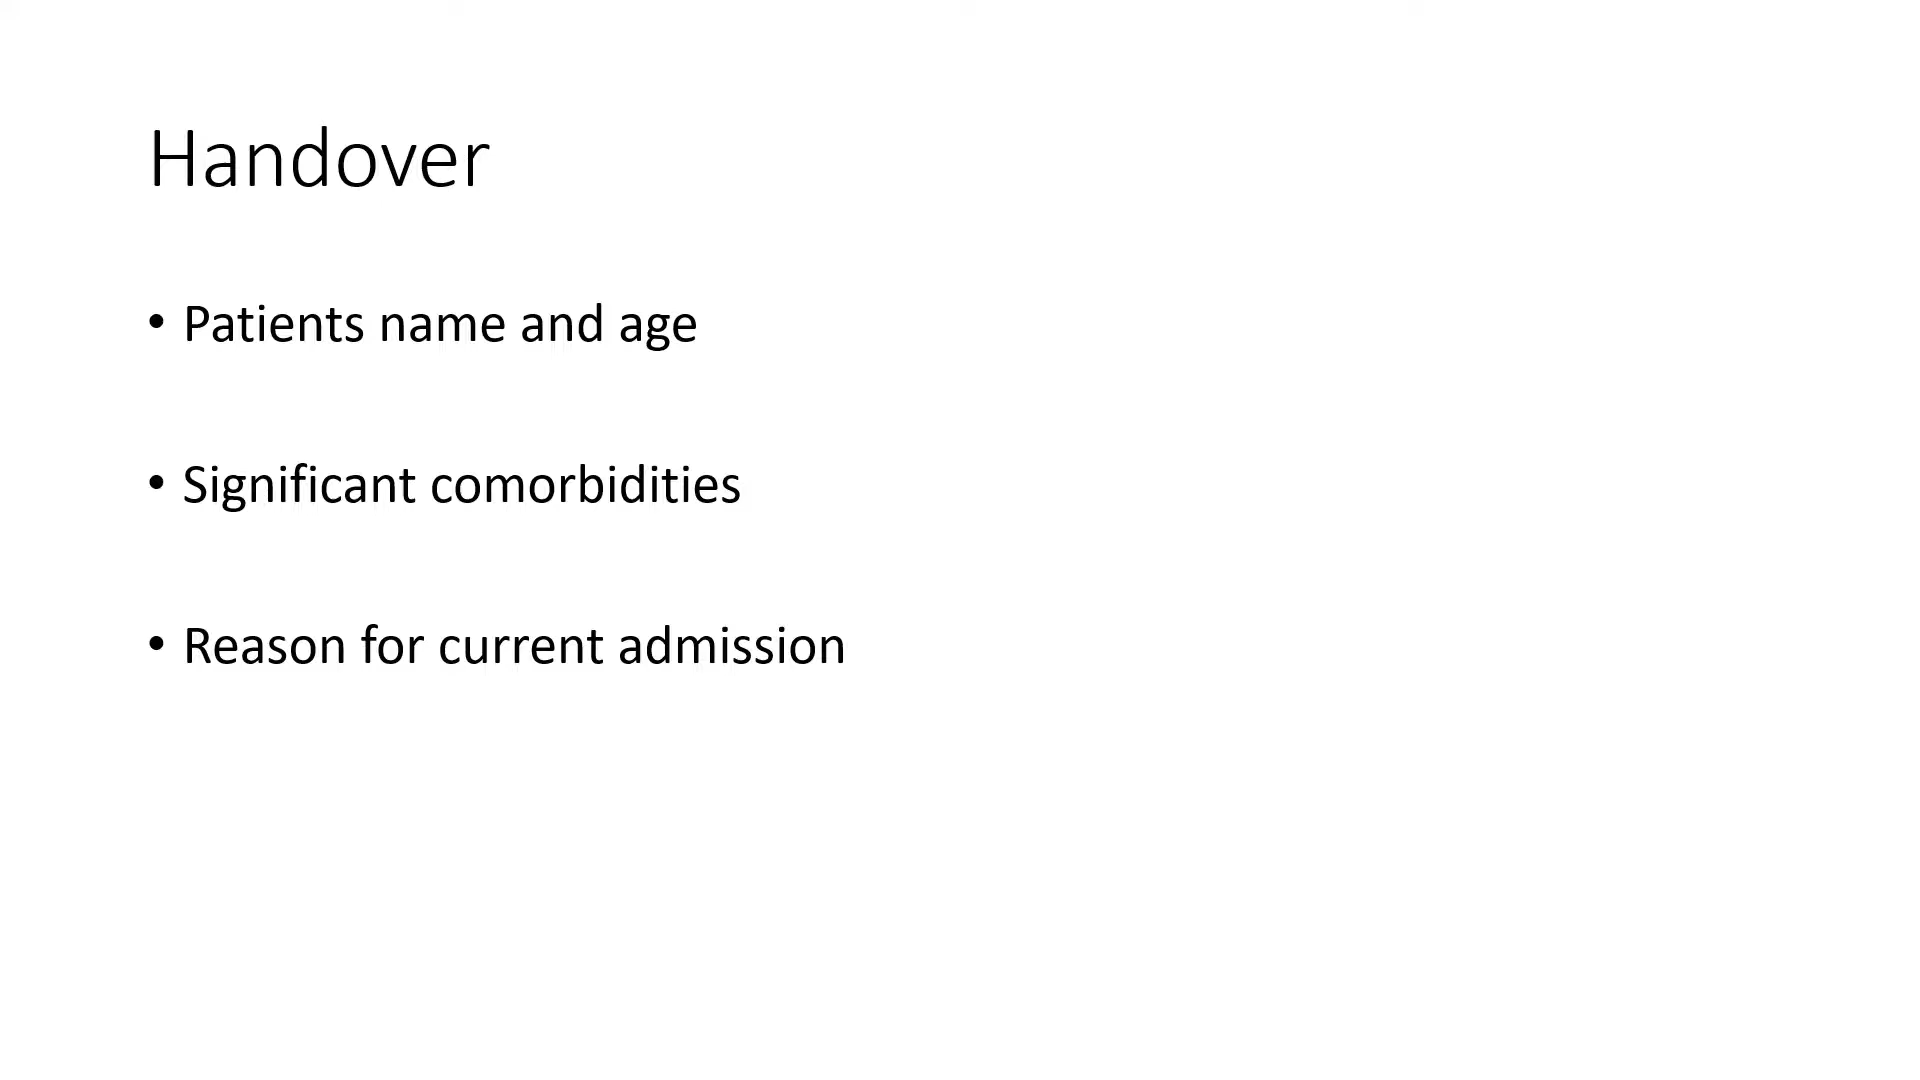 Handover
• Patients name and age
• Significant comorbidities
• Reason for current admission